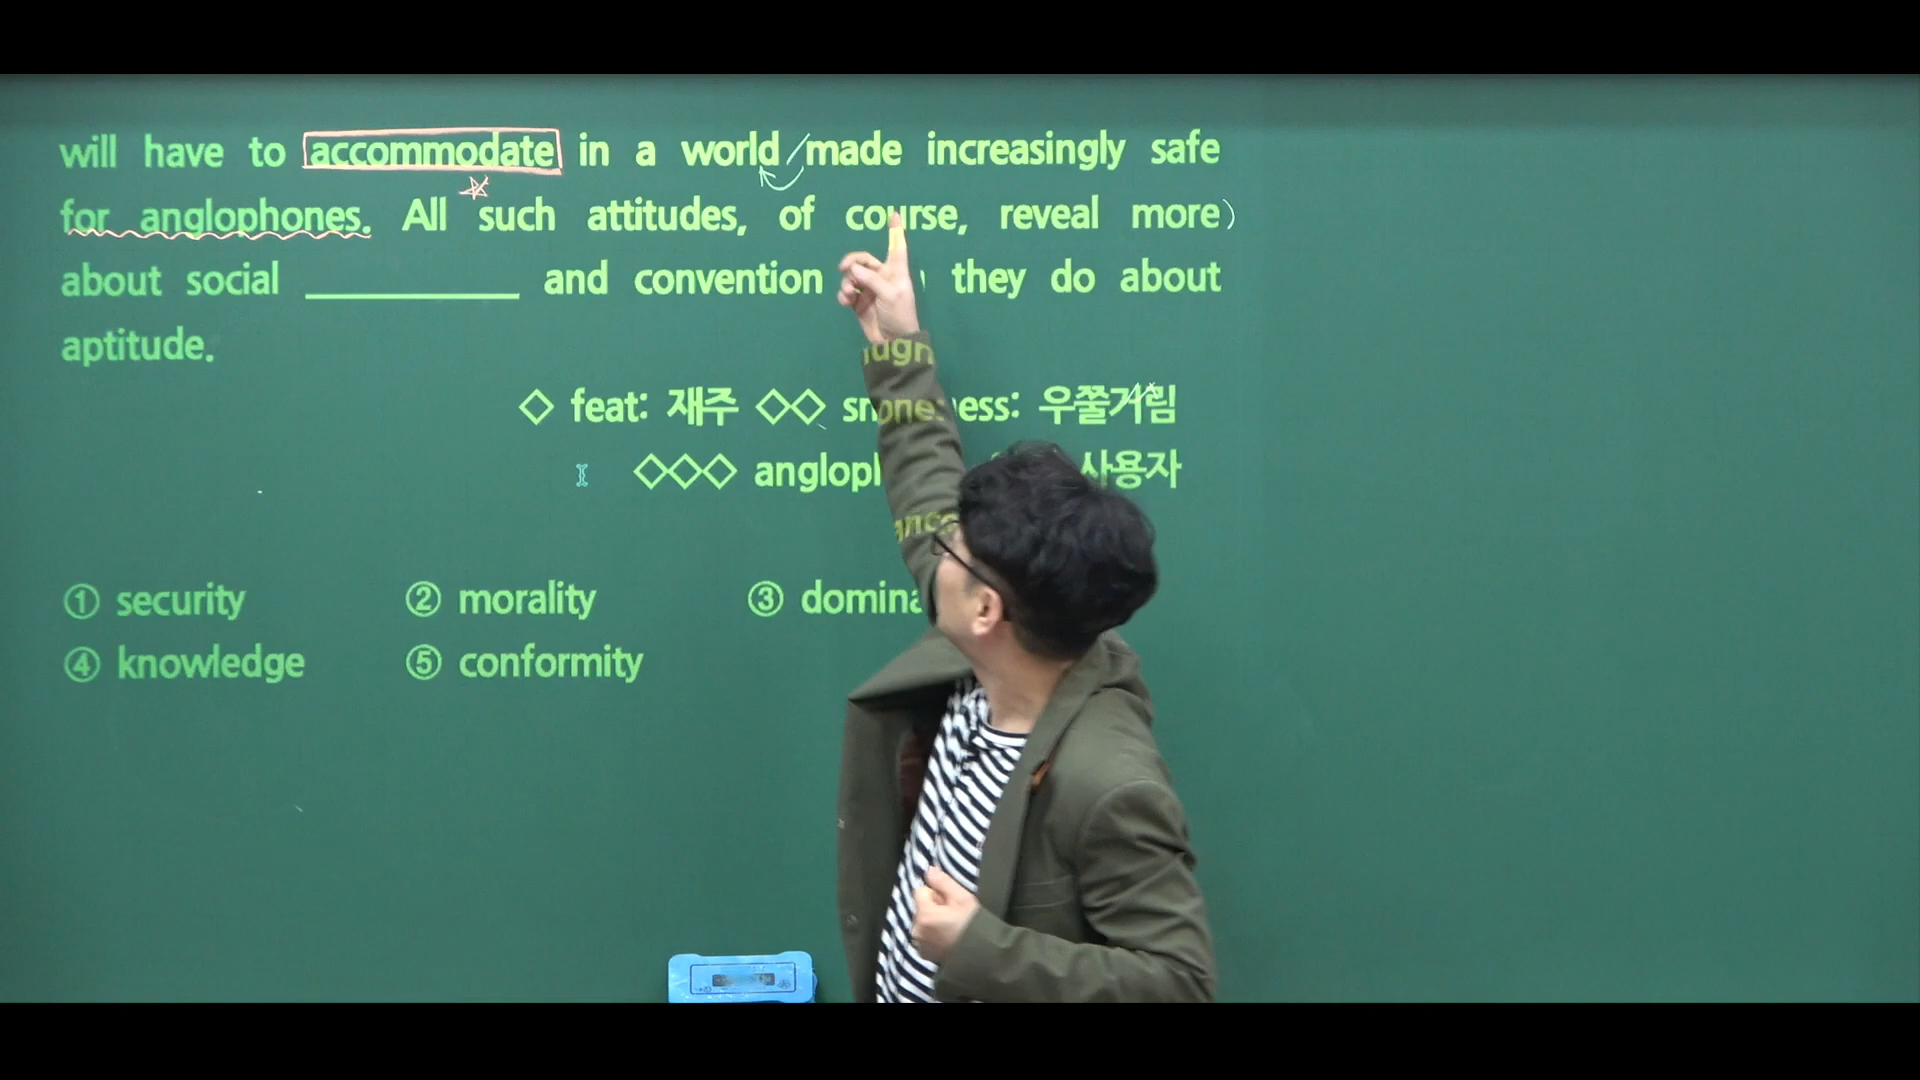 will have to accommodate in a world made increasingly safe
for anglophones. All such attitudes, of course, reveal more
about social __________ and convention they do about
aptitude.
◇ feat: 재주 ◇◇ : 우쭐거림
◇◇◇ 사용자
① security ② morality ③
④ knowledge ⑤ conformity